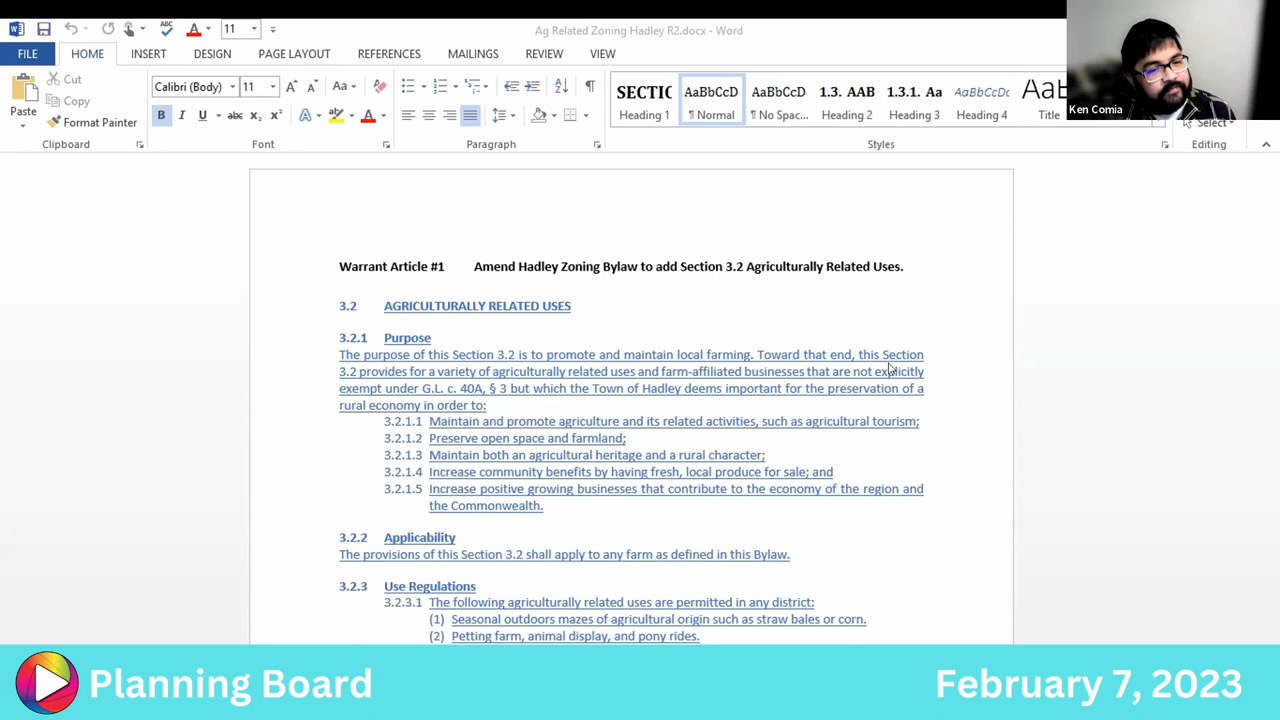 Ag Related Zoning Hadley R2.docx - Word
11
FILE HOME INSERT DESIGN PAGE LAYOUT REFERENCES MAILINGS REVIEW VIEW
Ken Comia
Paste
Cut
Copy
Format Painter
Calibri (Body) 11
SECTIC AaBbCcD AaBbCcD 1.3. AAB 1.3.1. Aa AaBbCcDc AaB
Heading 1 ¶ Normal ¶ No Spac... Heading 2 Heading 3 Heading 4 Title
Select
Clipboard Font Paragraph Styles Editing
Warrant Article #1 Amend Hadley Zoning Bylaw to add Section 3.2 Agriculturally Related Uses.
3.2 AGRICULTURALLY RELATED USES
3.2.1 Purpose
The purpose of this Section 3.2 is to promote and maintain local farming. Toward that end, this Section
3.2 provides for a variety of agriculturally related uses and farm-affiliated businesses that are not explicitly
exempt under G.L. c. 40A, § 3 but which the Town of Hadley deems important for the preservation of a
rural economy in order to:
3.2.1.1 Maintain and promote agriculture and its related activities, such as agricultural tourism;
3.2.1.2 Preserve open space and farmland;
3.2.1.3 Maintain both an agricultural heritage and a rural character;
3.2.1.4 Increase community benefits by having fresh, local produce for sale; and
3.2.1.5 Increase positive growing businesses that contribute to the economy of the region and
the Commonwealth.
3.2.2 Applicability
The provisions of this Section 3.2 shall apply to any farm as defined in this Bylaw.
3.2.3 Use Regulations
3.2.3.1 The following agriculturally related uses are permitted in any district:
(1) Seasonal outdoors mazes of agricultural origin such as straw bales or corn.
(2) Petting farm, animal display, and pony rides.
Planning Board
February 7, 2023